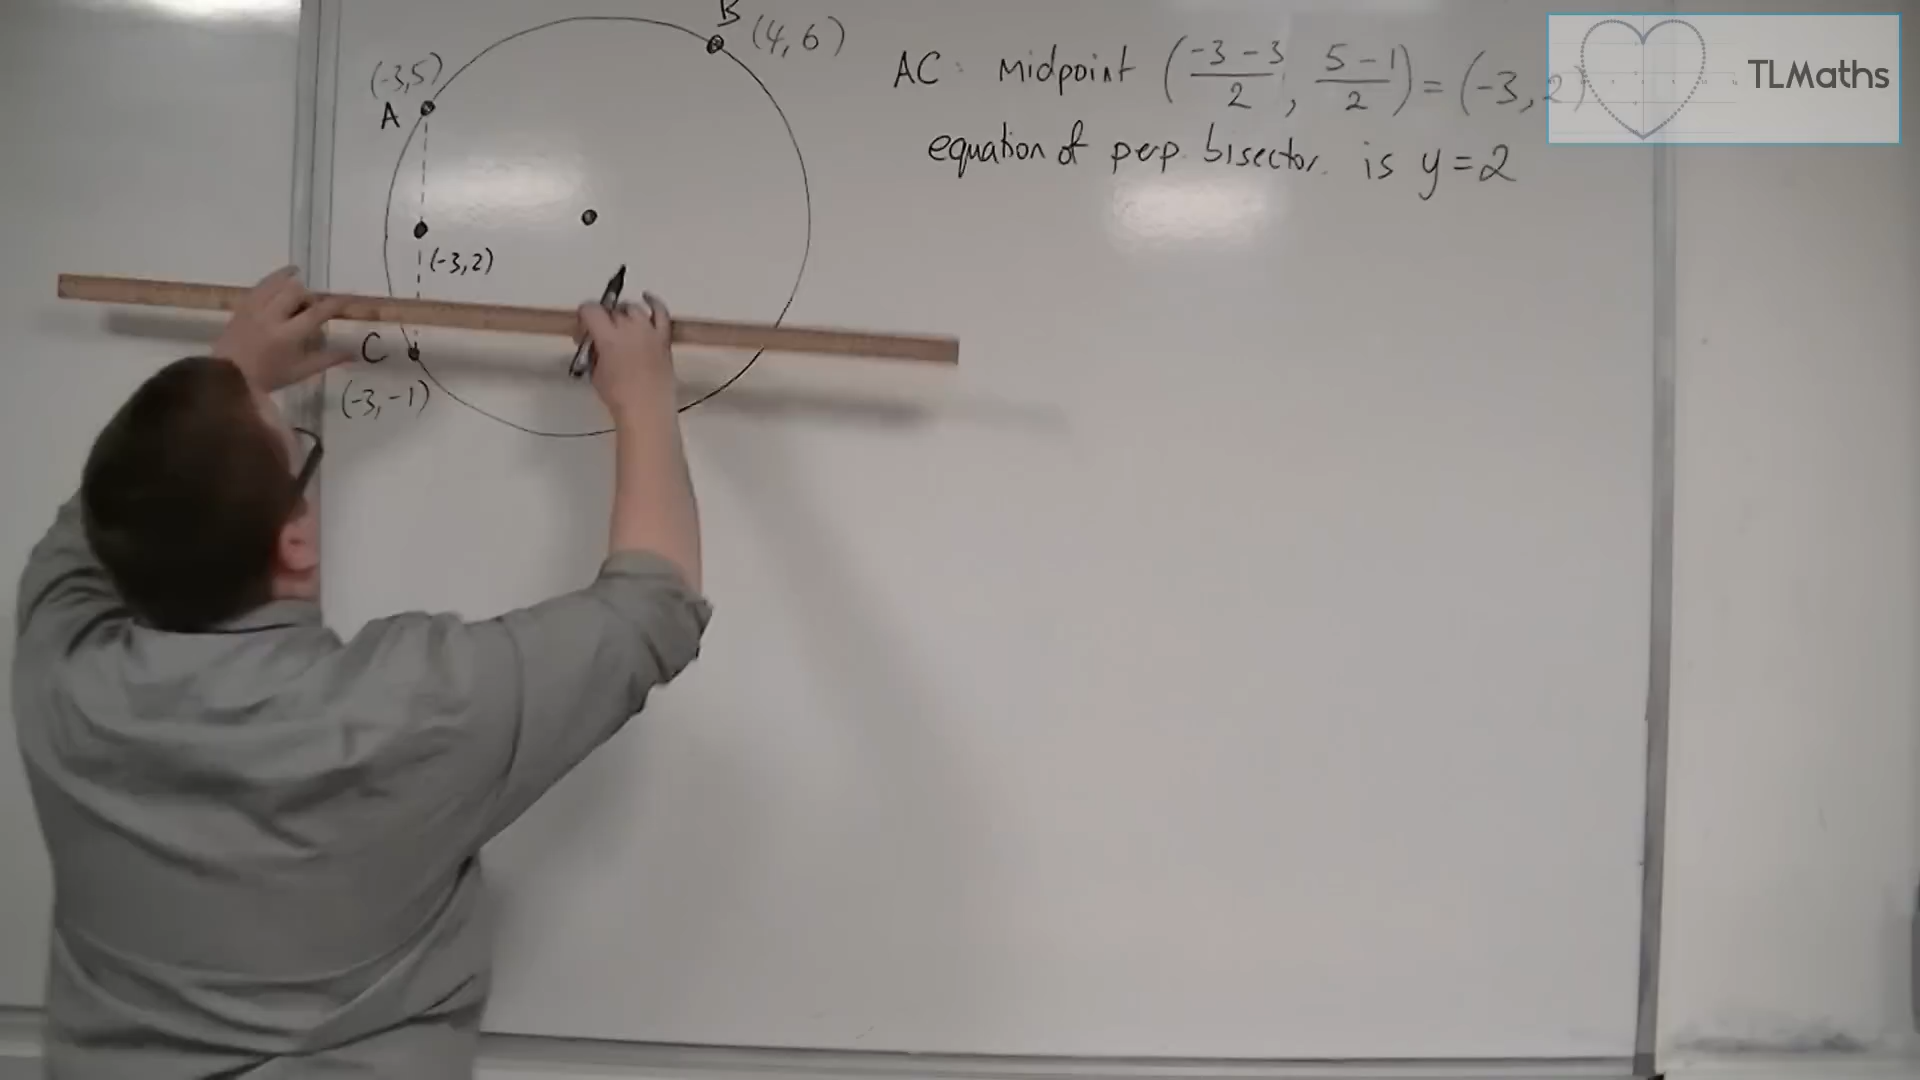 B (4,6)
(-3,5)
A
(-3,2)
C
(-3,-1)
AC: Midpoint ((-3-3)/2, (5-1)/2) = (-3,2)
equation of perp. bisector. is y=2
TLMaths